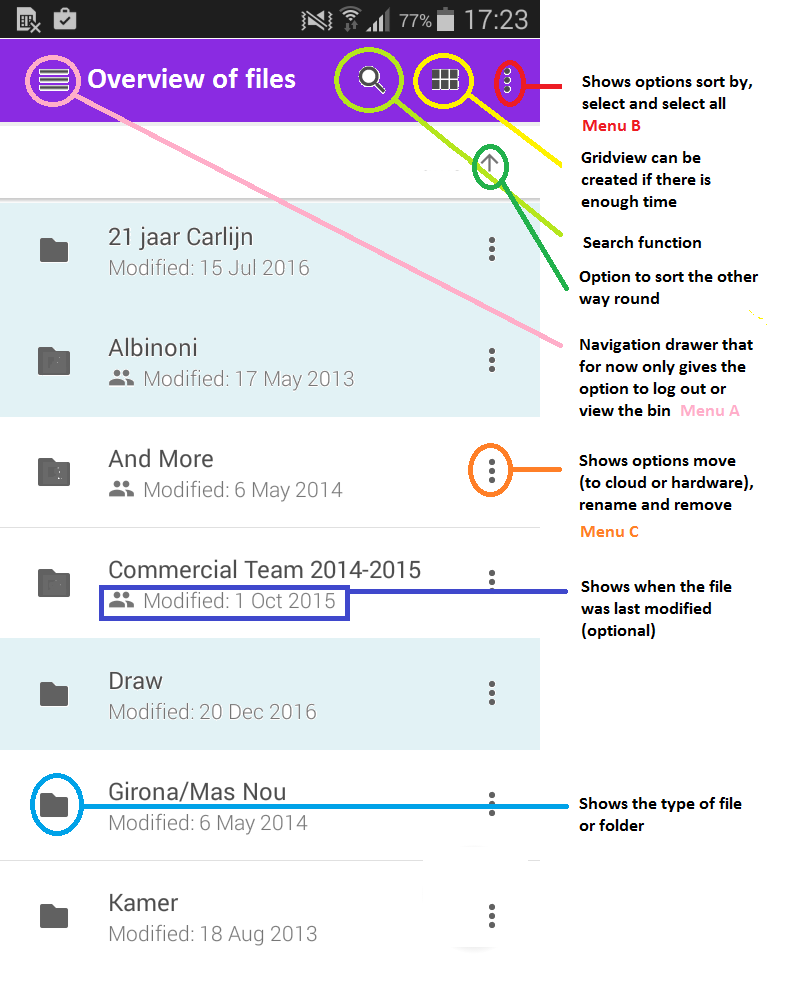 77% 17:23
Overview of files
Shows options sort by,
select and select all
Menu B
Gridview can be
created if there is
enough time
Search function
Option to sort the other
way round
Navigation drawer that
for now only gives the
option to log out or
view the bin Menu A
Shows options move
(to cloud or hardware),
rename and remove
Menu C
Shows when the file
was last modified
(optional)
Shows the type of file
or folder
21 jaar Carlijn
Modified: 15 Jul 2016
Albinoni
Modified: 17 May 2013
And More
Modified: 6 May 2014
Commercial Team 2014-2015
Modified: 1 Oct 2015
Draw
Modified: 20 Dec 2016
Girona/Mas Nou
Modified: 6 May 2014
Kamer
Modified: 18 Aug 2013